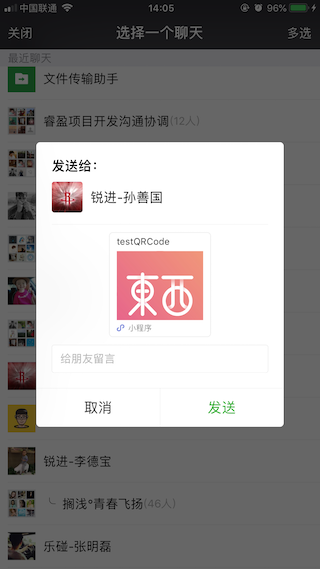 中国联通
14:05
96%
关闭
选择一个聊天
多选
最近聊天
文件传输助手
睿盈项目开发沟通协调(12人)
发送给：
锐进-孙善国
testQRCode
東西
小程序
给朋友留言
取消
发送
锐进-李德宝
搁浅°青春飞扬(46人)
乐碰-张明磊